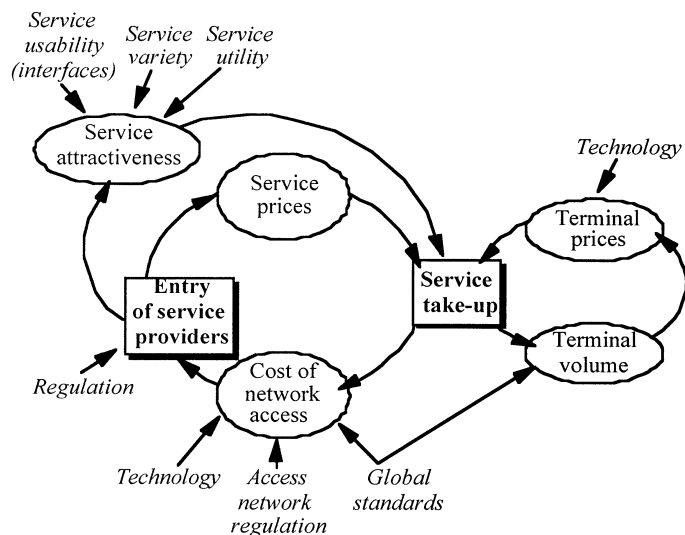 Service
usability
(interfaces)
Service
variety
Service
utility
Service
attractiveness
Service
prices
Technology
Terminal
prices
Entry
of service
providers
Service
take-up
Terminal
volume
Regulation
Cost of
network
access
Technology
Access
network
regulation
Global
standards